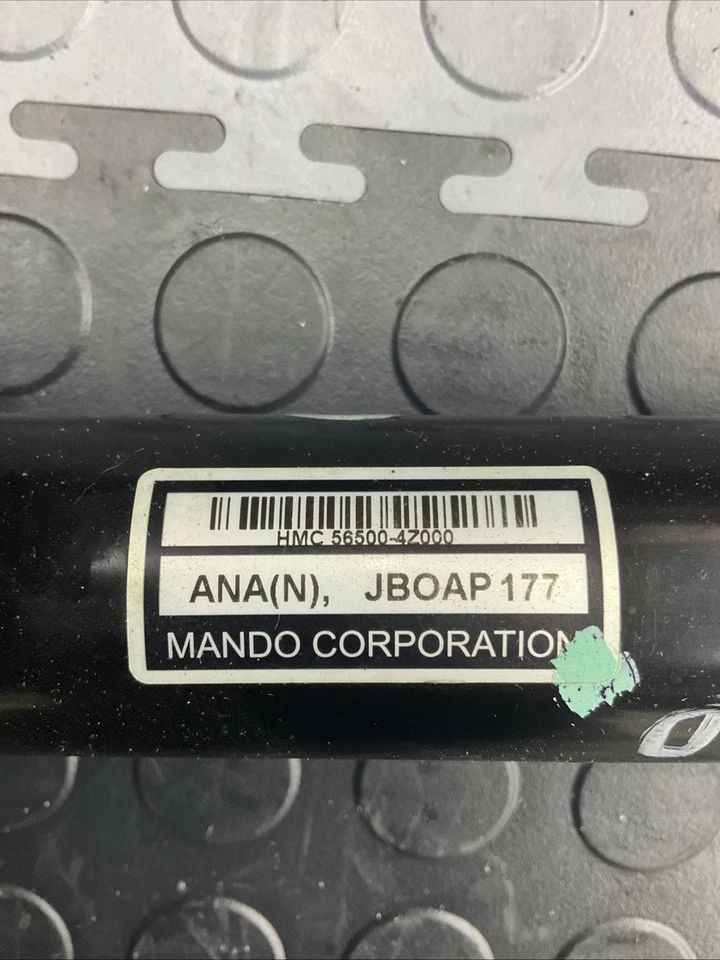 HMC 56500-4Z000
ANA(N), JBOAP 177
MANDO CORPORATION